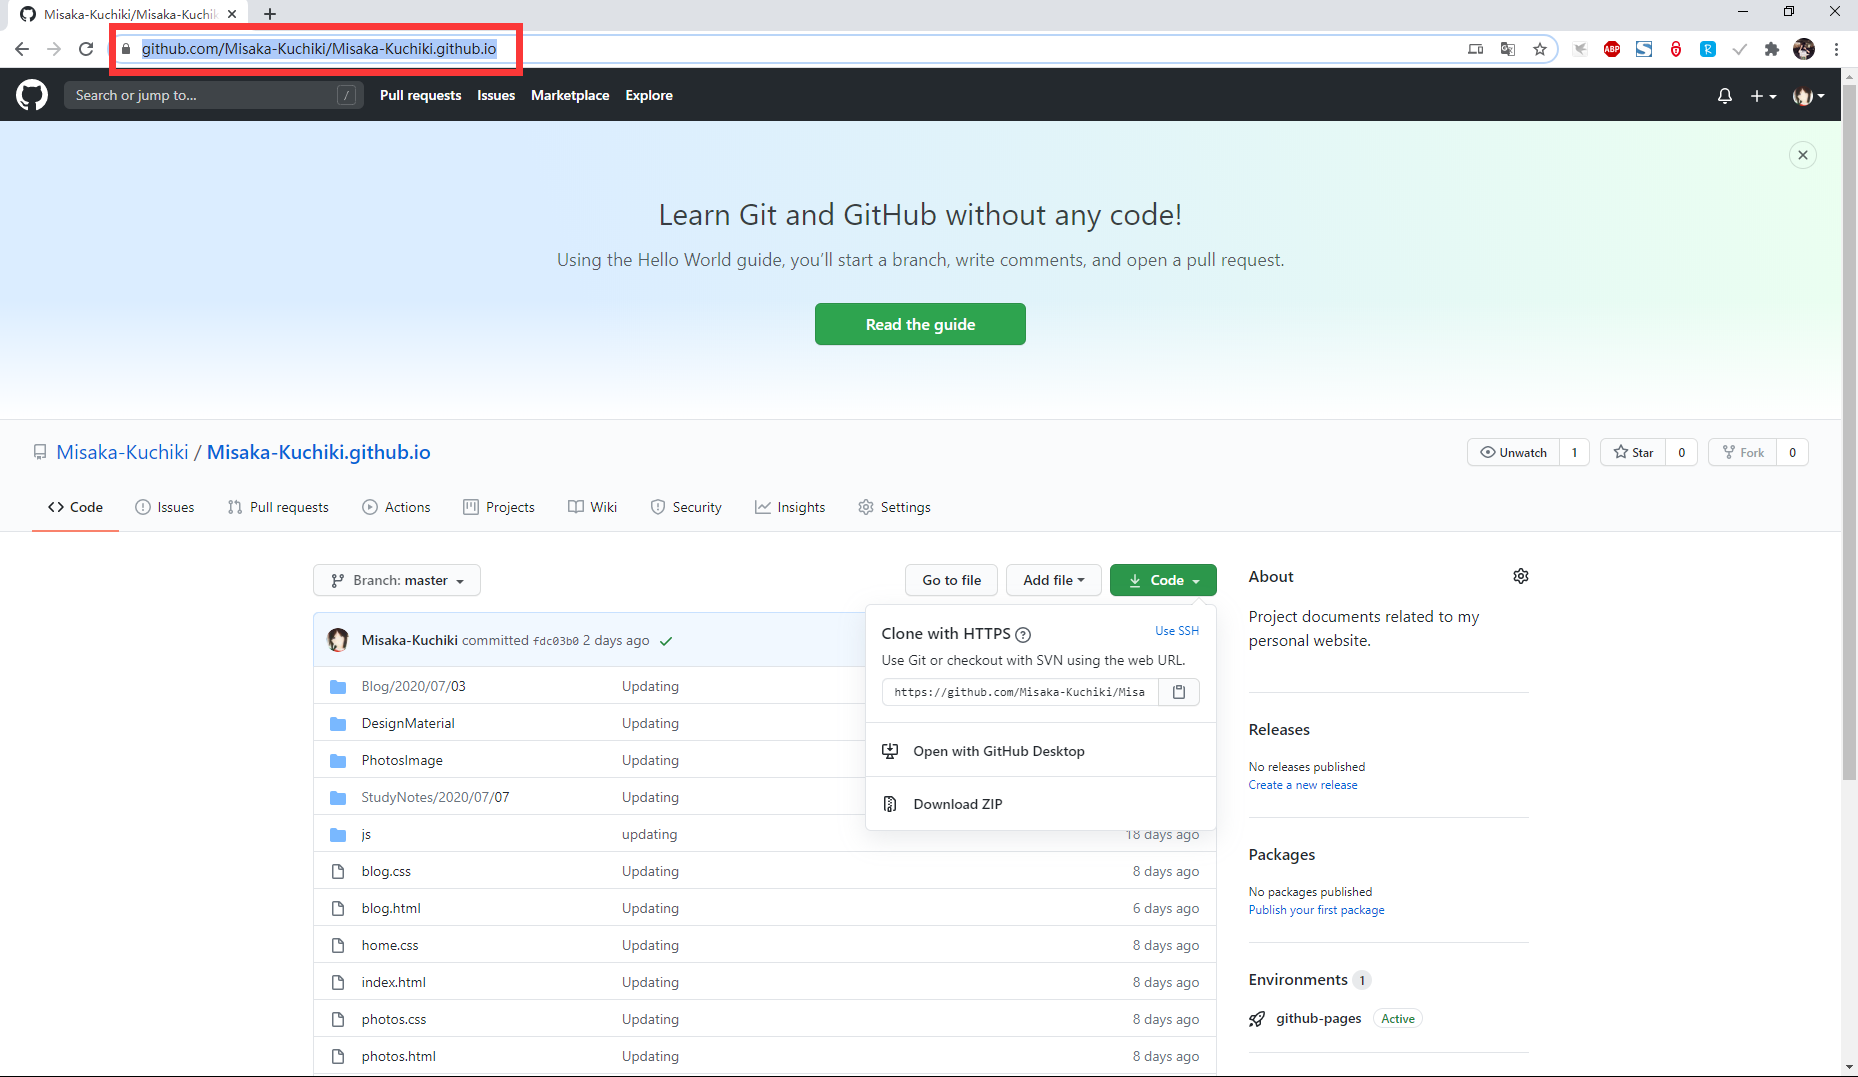 Misaka-Kuchiki/Misaka-Kuchik
github.com/Misaka-Kuchiki/Misaka-Kuchiki.github.io
ABP
R
Search or jump to...
/
Pull requests
Issues
Marketplace
Explore
Learn Git and GitHub without any code!
Using the Hello World guide, you’ll start a branch, write comments, and open a pull request.
Read the guide
Misaka-Kuchiki / Misaka-Kuchiki.github.io
Unwatch 1
Star 0
Fork 0
Code
Issues
Pull requests
Actions
Projects
Wiki
Security
Insights
Settings
Branch: master
Go to file
Add file
Code
Misaka-Kuchiki committed fdc03b0 2 days ago
Clone with HTTPS
Use SSH
Use Git or checkout with SVN using the web URL.
https://github.com/Misaka-Kuchiki/Misa
Open with GitHub Desktop
Download ZIP
Blog/2020/07/03 Updating
DesignMaterial Updating
PhotosImage Updating
StudyNotes/2020/07/07 Updating
js updating 18 days ago
blog.css Updating 8 days ago
blog.html Updating 6 days ago
home.css Updating 8 days ago
index.html Updating 8 days ago
photos.css Updating 8 days ago
photos.html Updating 8 days ago
About
Project documents related to my
personal website.
Releases
No releases published
Create a new release
Packages
No packages published
Publish your first package
Environments 1
github-pages Active